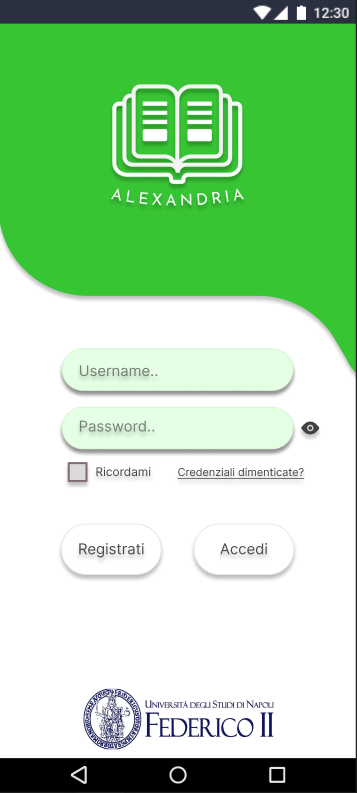 12:30
ALEXANDRIA
Username..
Password..
Ricordami
Credenziali dimenticate?
Registrati
Accedi
Università degli Studi di Napoli
Federico II